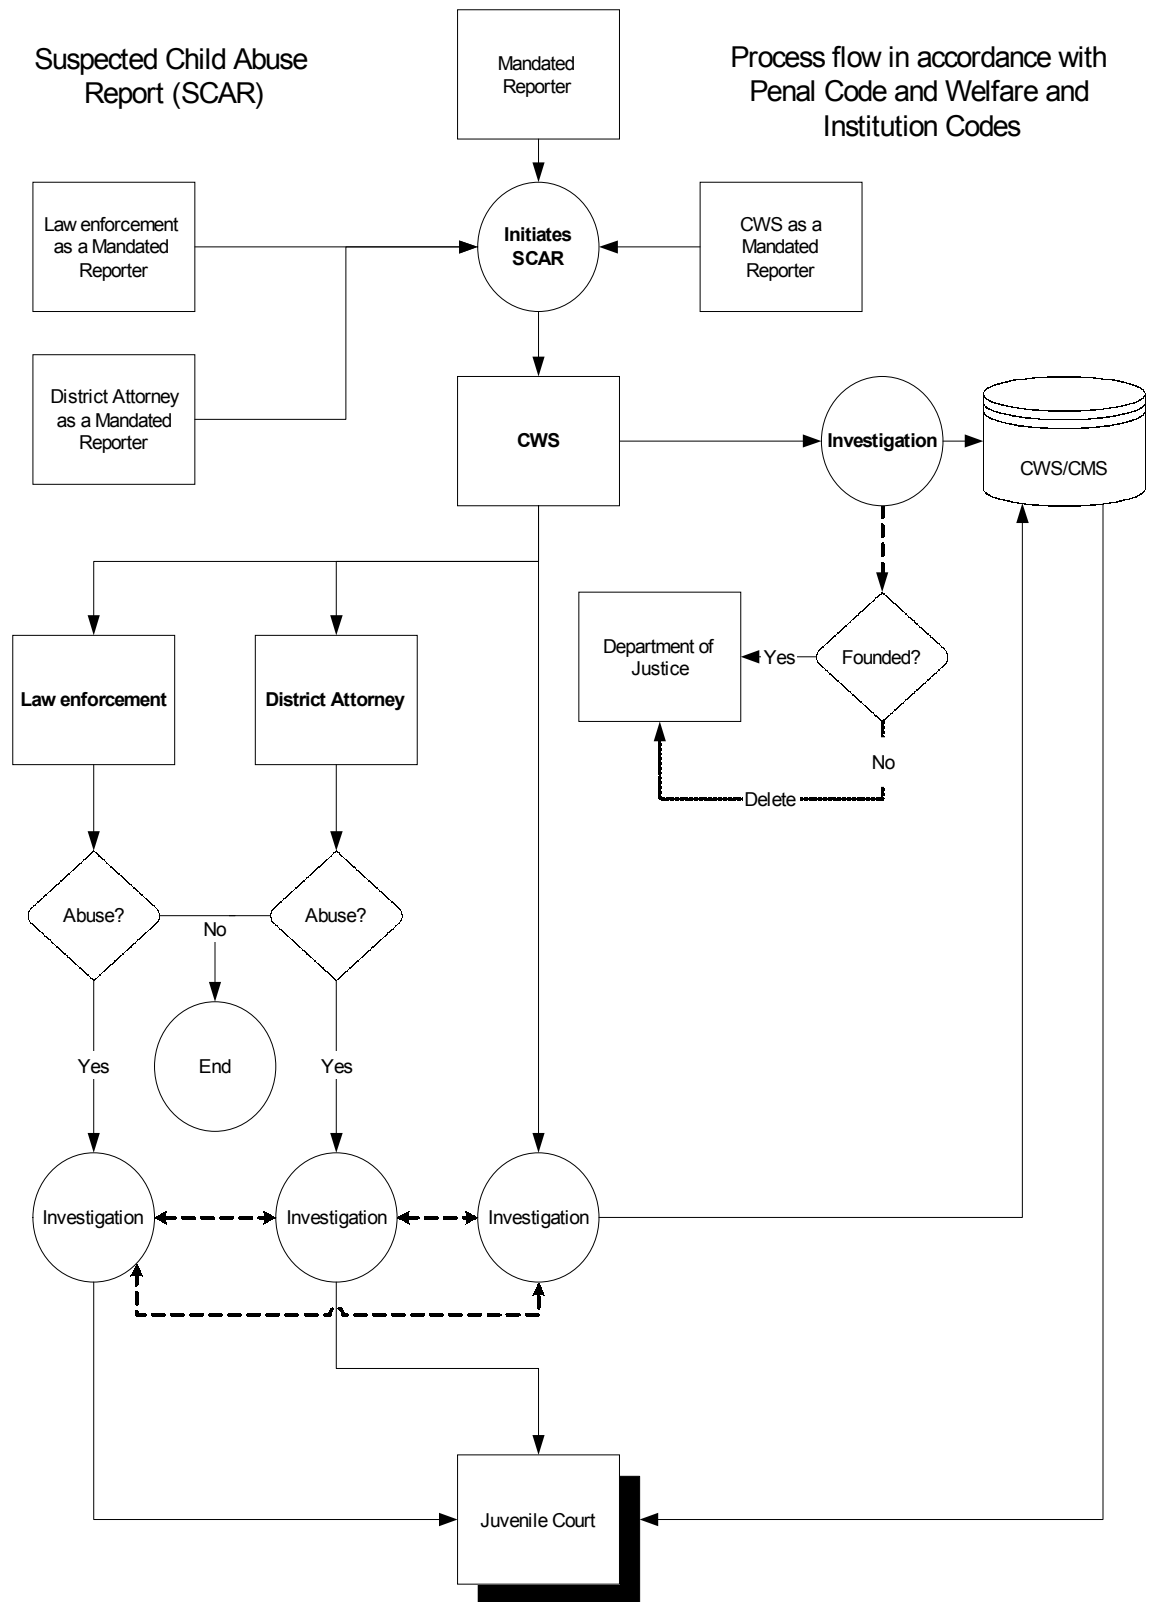 Suspected Child Abuse
Report (SCAR)
Mandated
Reporter
Process flow in accordance with
Penal Code and Welfare and
Institution Codes
Law enforcement
as a Mandated
Reporter
Initiates
SCAR
CWS as a
Mandated
Reporter
District Attorney
as a Mandated
Reporter
CWS
Investigation
CWS/CMS
Department of
Justice
Yes
Founded?
No
Delete
Law enforcement
District Attorney
Abuse?
No
Abuse?
Yes
End
Yes
Investigation
Investigation
Investigation
Juvenile Court